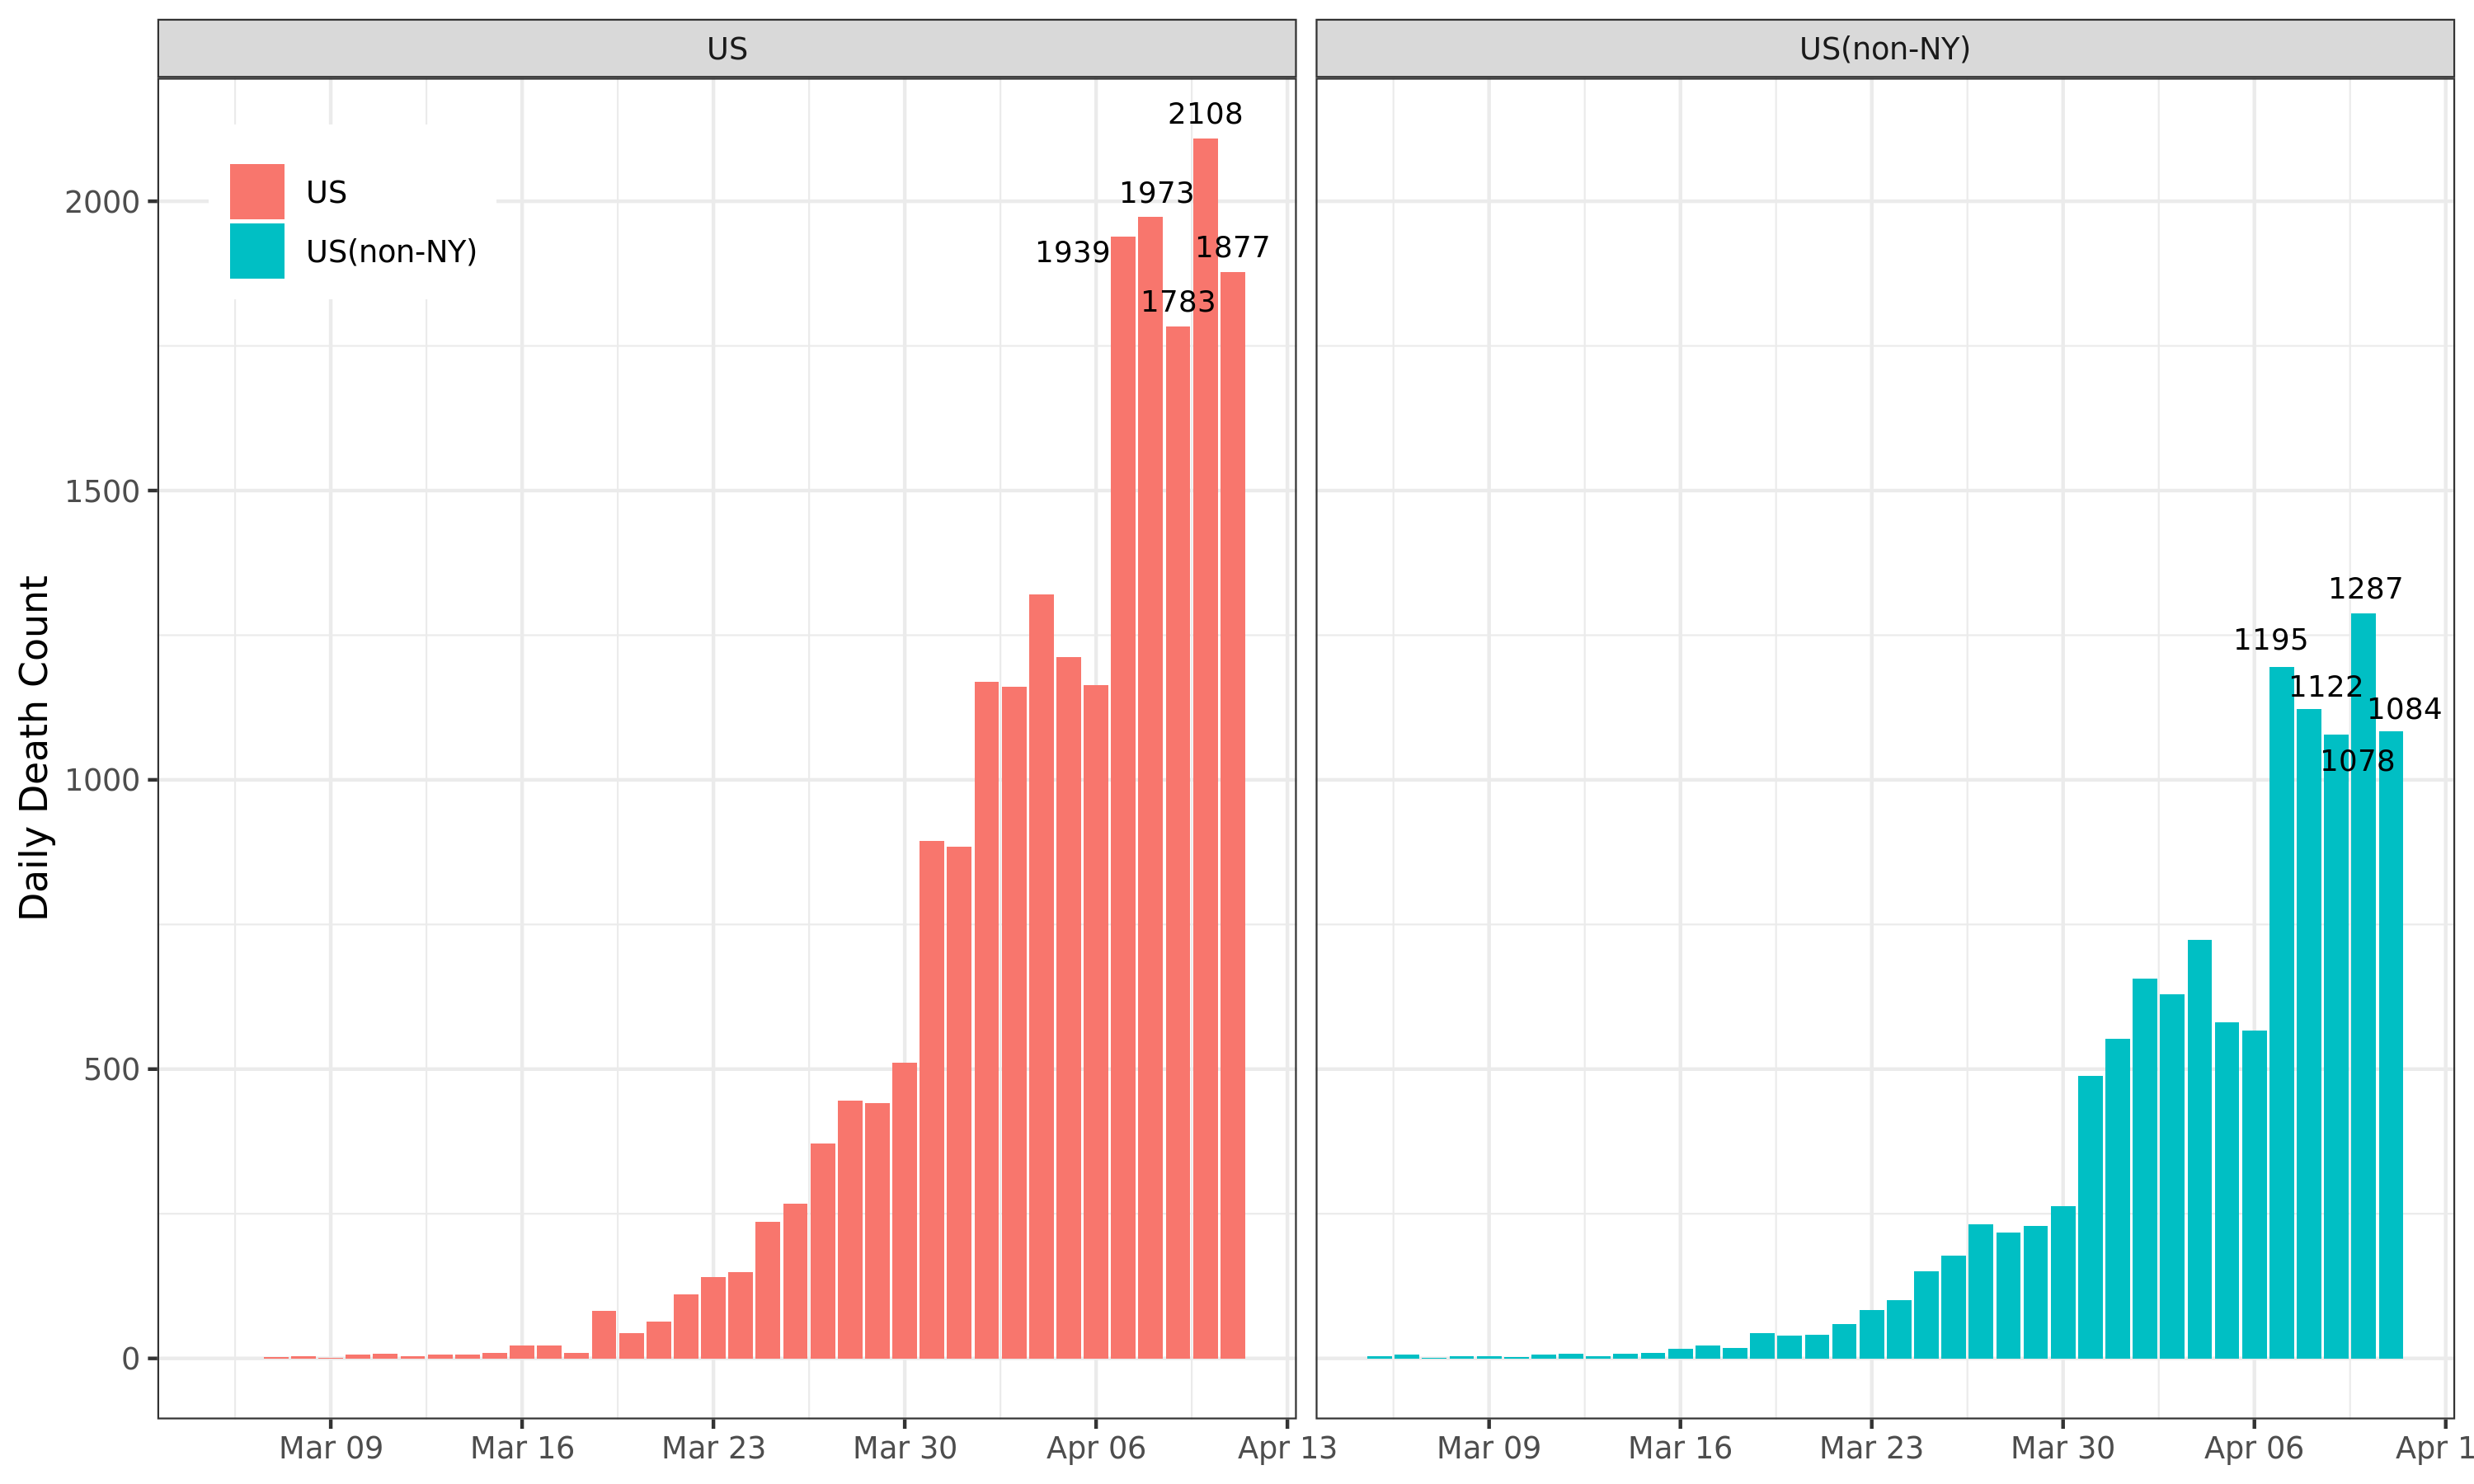 US
US(non-NY)
Daily Death Count
2000
1500
1000
500
0
US
US(non-NY)
2108
1973
1939
1877
1783
1287
1195
1122
1084
1078
Mar 09
Mar 16
Mar 23
Mar 30
Apr 06
Apr 13
Mar 09
Mar 16
Mar 23
Mar 30
Apr 06
Apr 1